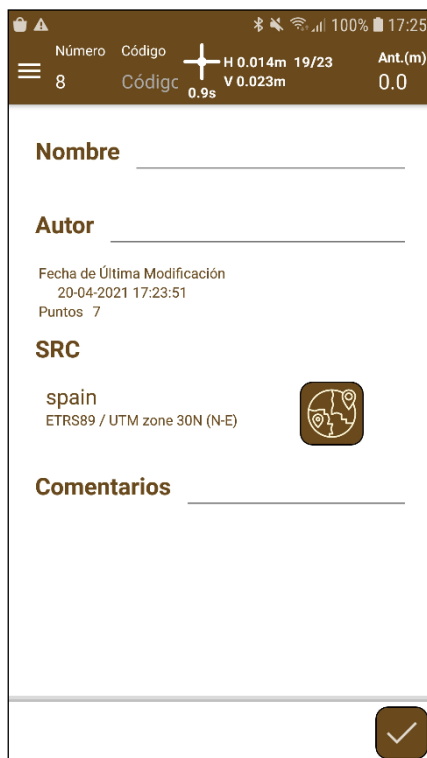 100% 17:25
Número Código H 0.014m 19/23 Ant.(m)
8 Código 0.9s V 0.023m 0.0
Nombre
Autor
Fecha de Última Modificación
20-04-2021 17:23:51
Puntos 7
SRC
spain
ETRS89 / UTM zone 30N (N-E)
Comentarios